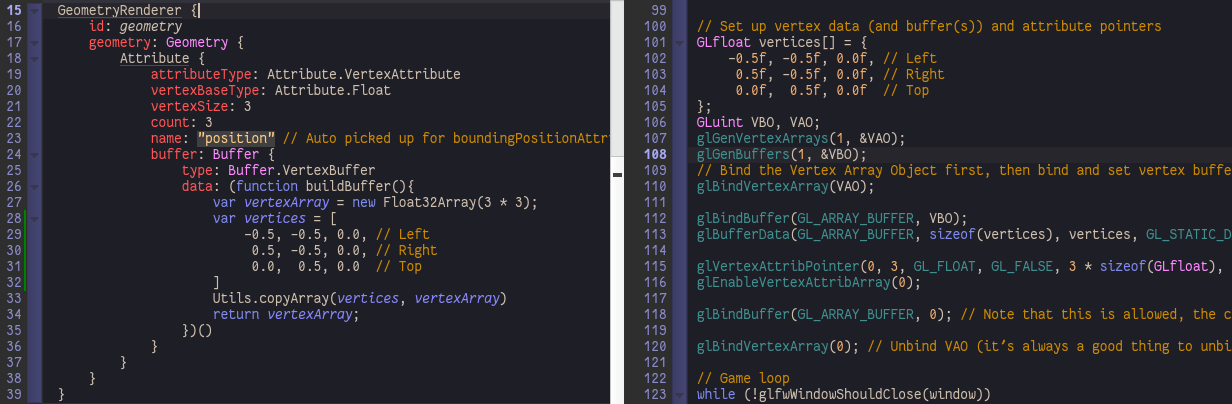 15 GeometryRenderer {
16 id: geometry
17 geometry: Geometry {
18 Attribute {
19 attributeType: Attribute.VertexAttribute
20 vertexBaseType: Attribute.Float
21 vertexSize: 3
22 count: 3
23 name: "position" // Auto picked up for boundingPositionAttr
24 buffer: Buffer {
25 type: Buffer.VertexBuffer
26 data: (function buildBuffer(){
27 var vertexArray = new Float32Array(3 * 3);
28 var vertices = [
29 -0.5, -0.5, 0.0, // Left
30 0.5, -0.5, 0.0, // Right
31 0.0, 0.5, 0.0 // Top
32 ]
33 Utils.copyArray(vertices, vertexArray)
34 return vertexArray;
35 })()
36 }
37 }
38 }
39 }
99
100 // Set up vertex data (and buffer(s)) and attribute pointers
101 GLfloat vertices[] = {
102 -0.5f, -0.5f, 0.0f, // Left
103 0.5f, -0.5f, 0.0f, // Right
104 0.0f, 0.5f, 0.0f // Top
105 };
106 GLuint VBO, VAO;
107 glGenVertexArrays(1, &VAO);
108 glGenBuffers(1, &VBO);
109 // Bind the Vertex Array Object first, then bind and set vertex buffe
110 glBindVertexArray(VAO);
111
112 glBindBuffer(GL_ARRAY_BUFFER, VBO);
113 glBufferData(GL_ARRAY_BUFFER, sizeof(vertices), vertices, GL_STATIC_D
114
115 glVertexAttribPointer(0, 3, GL_FLOAT, GL_FALSE, 3 * sizeof(GLfloat),
116 glEnableVertexAttribArray(0);
117
118 glBindBuffer(GL_ARRAY_BUFFER, 0); // Note that this is allowed, the c
119
120 glBindVertexArray(0); // Unbind VAO (it's always a good thing to unbi
121
122 // Game loop
123 while (!glfwWindowShouldClose(window))